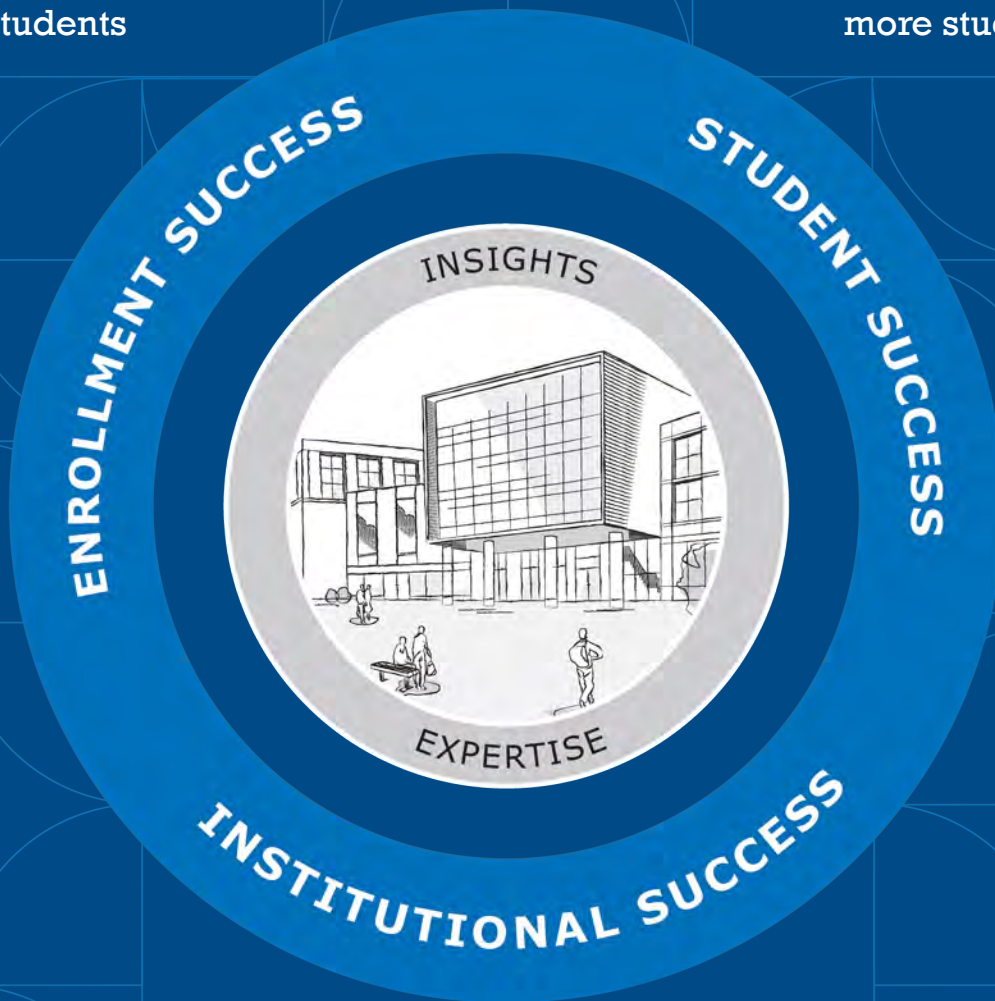 tudents
more stu
ENROLLMENT SUCCESS
STUDENT SUCCESS
INSIGHTS
EXPERTISE
INSTITUTIONAL SUCCESS